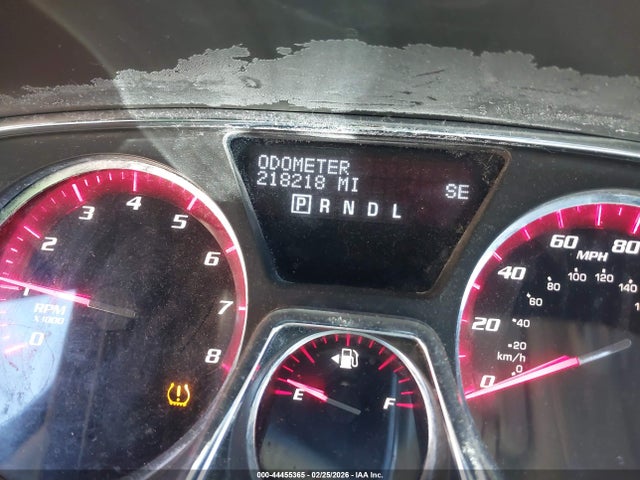 ODOMETER
218218 MI SE
P R N D L
0 1 2 3 4 5 6 7 8
RPM
X1000
E F
0 20 40 60 80
MPH
0 20 40 60 80 100 120 140
km/h
000-44455365 - 02/25/2026 - IAA Inc.